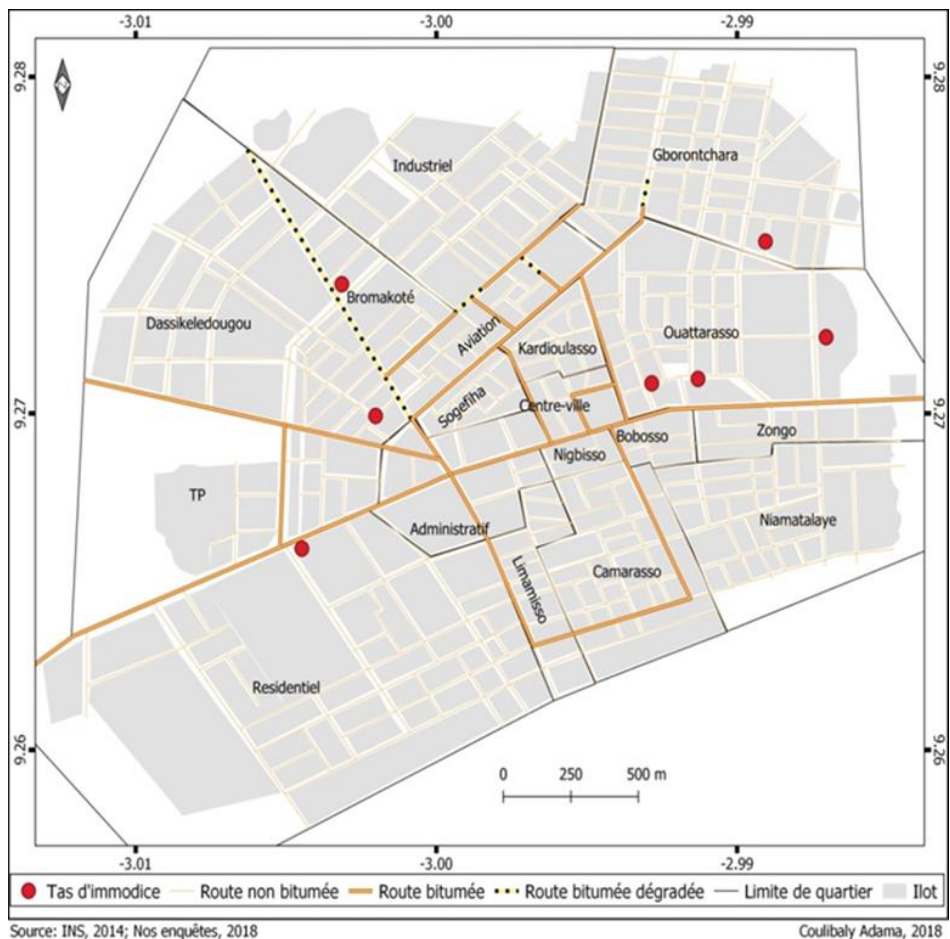 -3.01 -3.00 -2.99
9.28 9.28
Gborontchara
Industriel
Bromakoté
Dassikeledougou
Aviation
Ouattarasso
Kardioulasso
Sogefiha
Centre-ville
9.27 9.27
Bobosso
Zongo
Nigbisso
TP
Administratif
Niamatalaye
Limamisso
Camarasso
Residentiel
9.26 9.26
0 250 500 m
-3.01 -3.00 -2.99
Tas d'immodice Route non bitumée Route bitumée Route bitumée dégradée Limite de quartier Ilot
Source: INS, 2014; Nos enquêtes, 2018 Coulibaly Adama, 2018